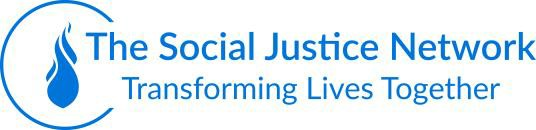 The Social Justice Network
Transforming Lives Together